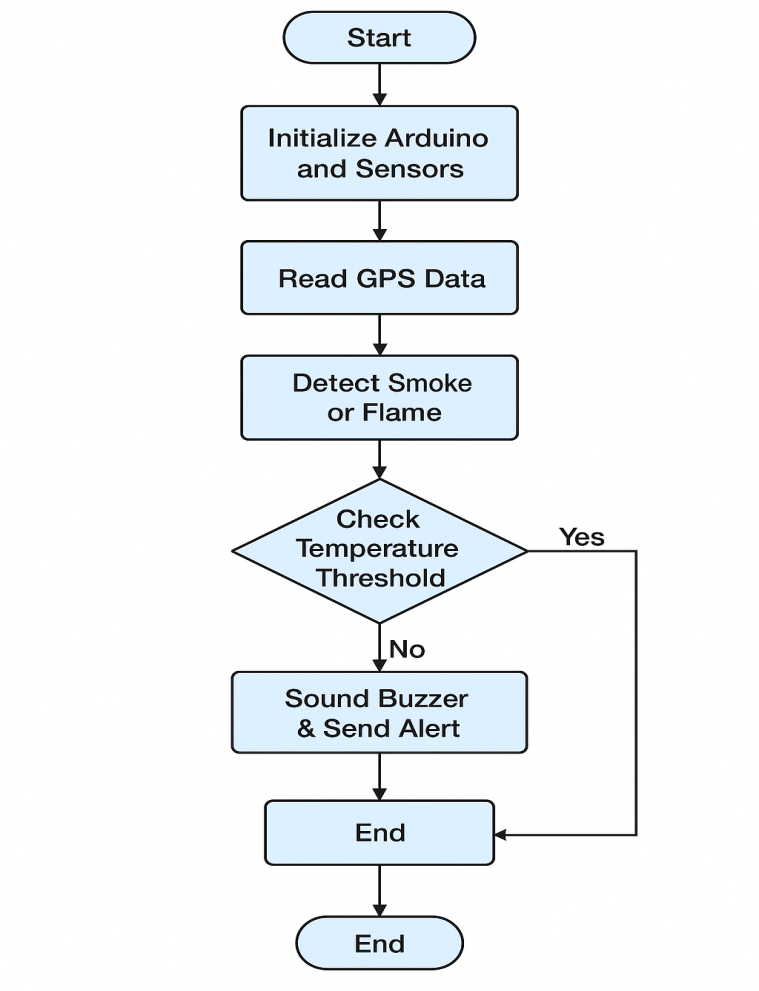 Start
Initialize Arduino
and Sensors
Read GPS Data
Detect Smoke
or Flame
Check
Temperature
Threshold
Yes
No
Sound Buzzer
& Send Alert
End
End